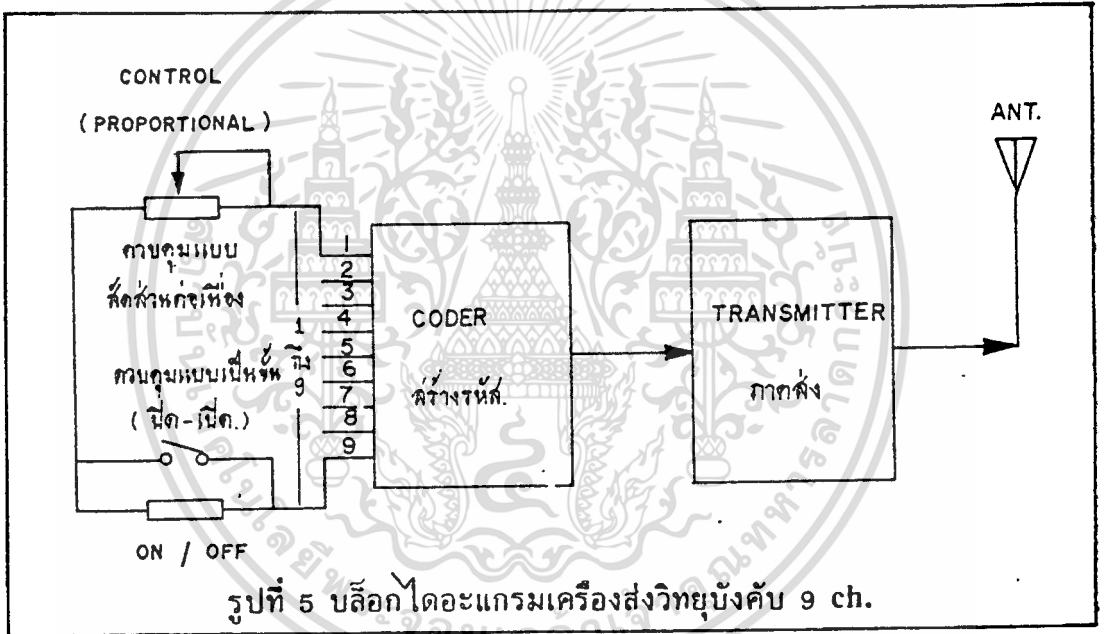 CONTROL
( PROPORTIONAL )
ANT.
ควบคุมแบบ
สัดส่วนต่อเนื่อง
1
ถึง
9
ควบคุมแบบเป็นขั้น
( ปิด-เปิด.)
ON / OFF
1
2
3
4
5
6
7
8
9
CODER
สร้างรหัส.
TRANSMITTER
ภาคส่ง
รูปที่ 5 บล็อกไดอะแกรมเครื่องส่งวิทยุบังคับ 9 ch.